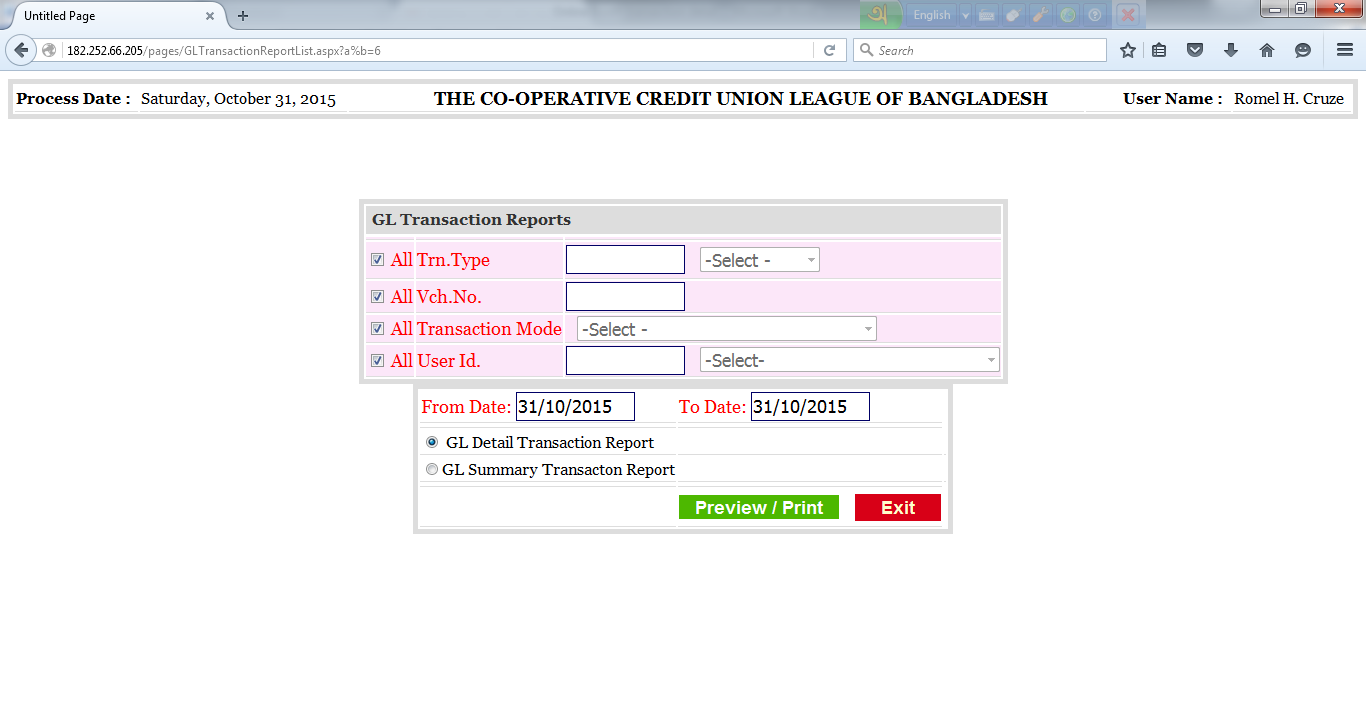 Untitled Page
অ English
182.252.66.205/pages/GLTransactionReportList.aspx?a%b=6
Search
Process Date : Saturday, October 31, 2015 THE CO-OPERATIVE CREDIT UNION LEAGUE OF BANGLADESH User Name : Romel H. Cruze
GL Transaction Reports
All Trn.Type -Select -
All Vch.No.
All Transaction Mode -Select -
All User Id. -Select-
From Date: 31/10/2015 To Date: 31/10/2015
GL Detail Transaction Report
GL Summary Transacton Report
Preview / Print Exit